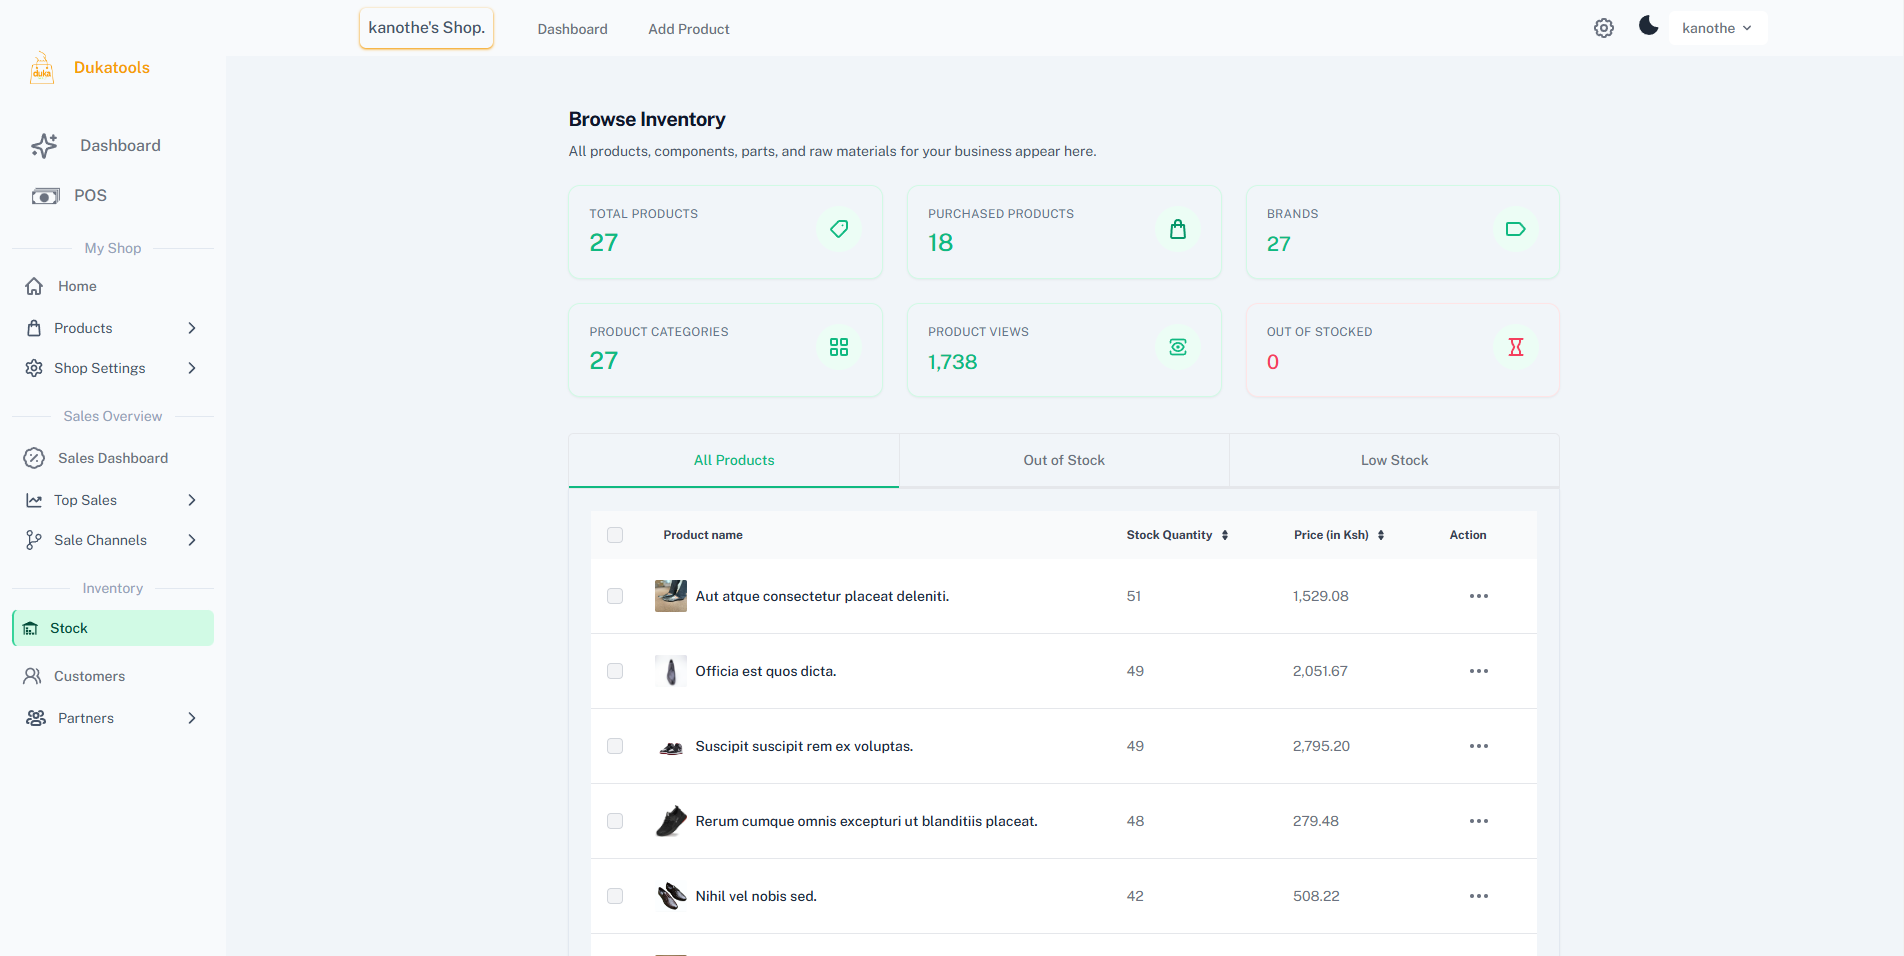 kanothe's Shop.
Dashboard
Add Product
kanothe
duka
Dukatools
Dashboard
POS
My Shop
Home
Products
Shop Settings
Sales Overview
Sales Dashboard
Top Sales
Sale Channels
Inventory
Stock
Customers
Partners
Browse Inventory
All products, components, parts, and raw materials for your business appear here.
TOTAL PRODUCTS
27
PURCHASED PRODUCTS
18
BRANDS
27
PRODUCT CATEGORIES
27
PRODUCT VIEWS
1,738
OUT OF STOCKED
0
All Products
Out of Stock
Low Stock
Product name Stock Quantity Price (in Ksh) Action
Aut atque consectetur placeat deleniti. 51 1,529.08
Officia est quos dicta. 49 2,051.67
Suscipit suscipit rem ex voluptas. 49 2,795.20
Rerum cumque omnis excepturi ut blanditiis placeat. 48 279.48
Nihil vel nobis sed. 42 508.22